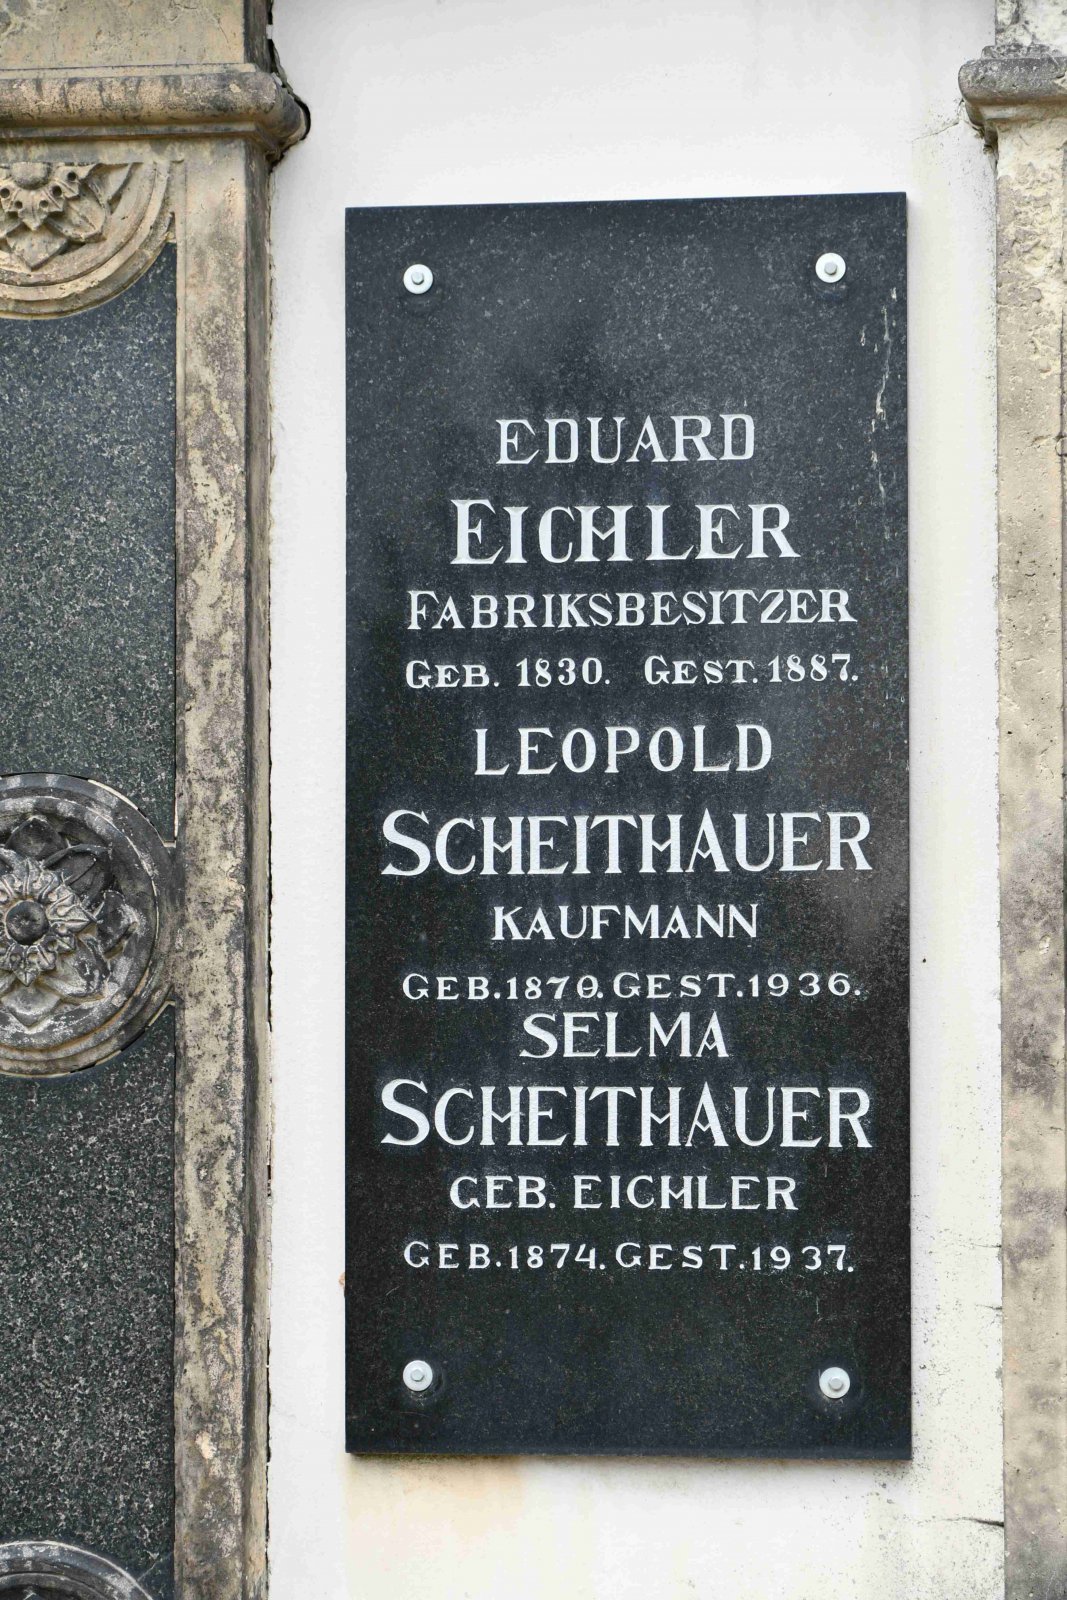 EDUARD
EICHLER
FABRIKSBESITZER
GEB. 1830. GEST. 1887.
LEOPOLD
SCHEITHAUER
KAUFMANN
GEB. 1870. GEST. 1936.
SELMA
SCHEITHAUER
GEB. EICHLER
GEB. 1874. GEST. 1937.